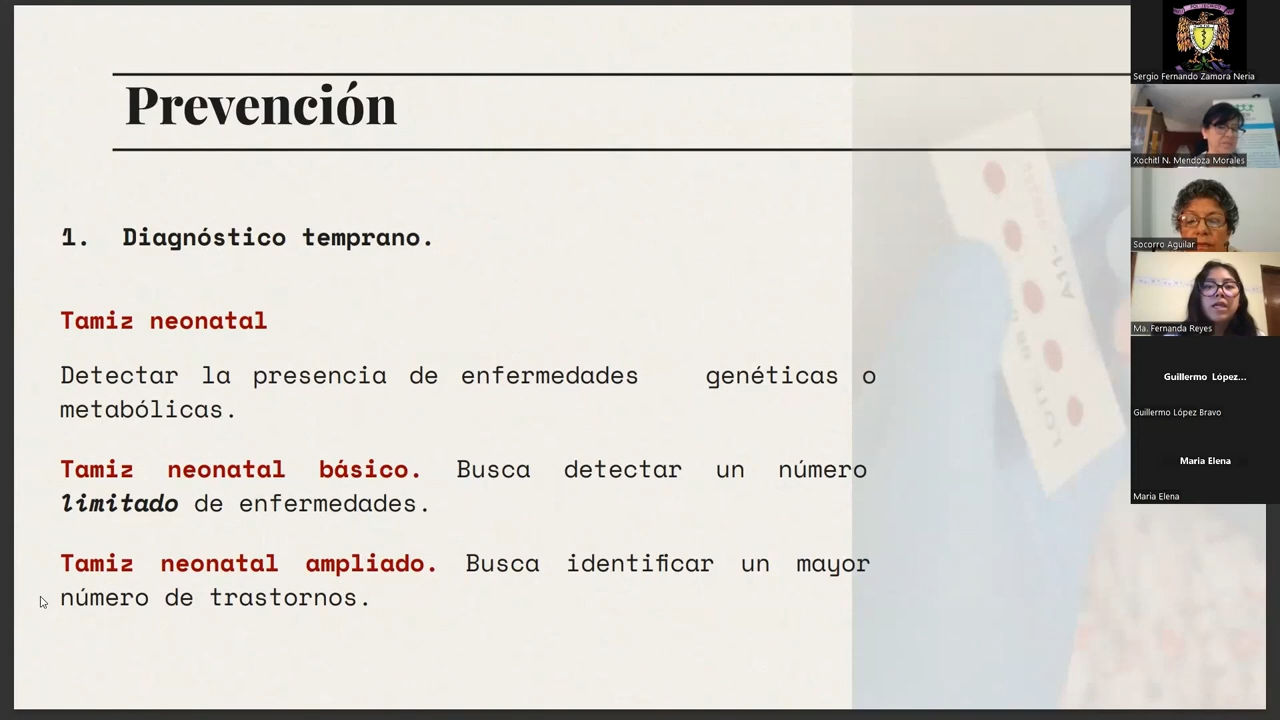 Prevención
1. Diagnóstico temprano.
Tamiz neonatal
Detectar la presencia de enfermedades genéticas o
metabólicas.
Tamiz neonatal básico. Busca detectar un número
limitado de enfermedades.
Tamiz neonatal ampliado. Busca identificar un mayor
número de trastornos.
Sergio Fernando Zamora Neria
Xochitl N. Mendoza Morales
Socorro Aguilar
Ma. Fernanda Reyes
Guillermo López...
Guillermo López Bravo
Maria Elena
Maria Elena